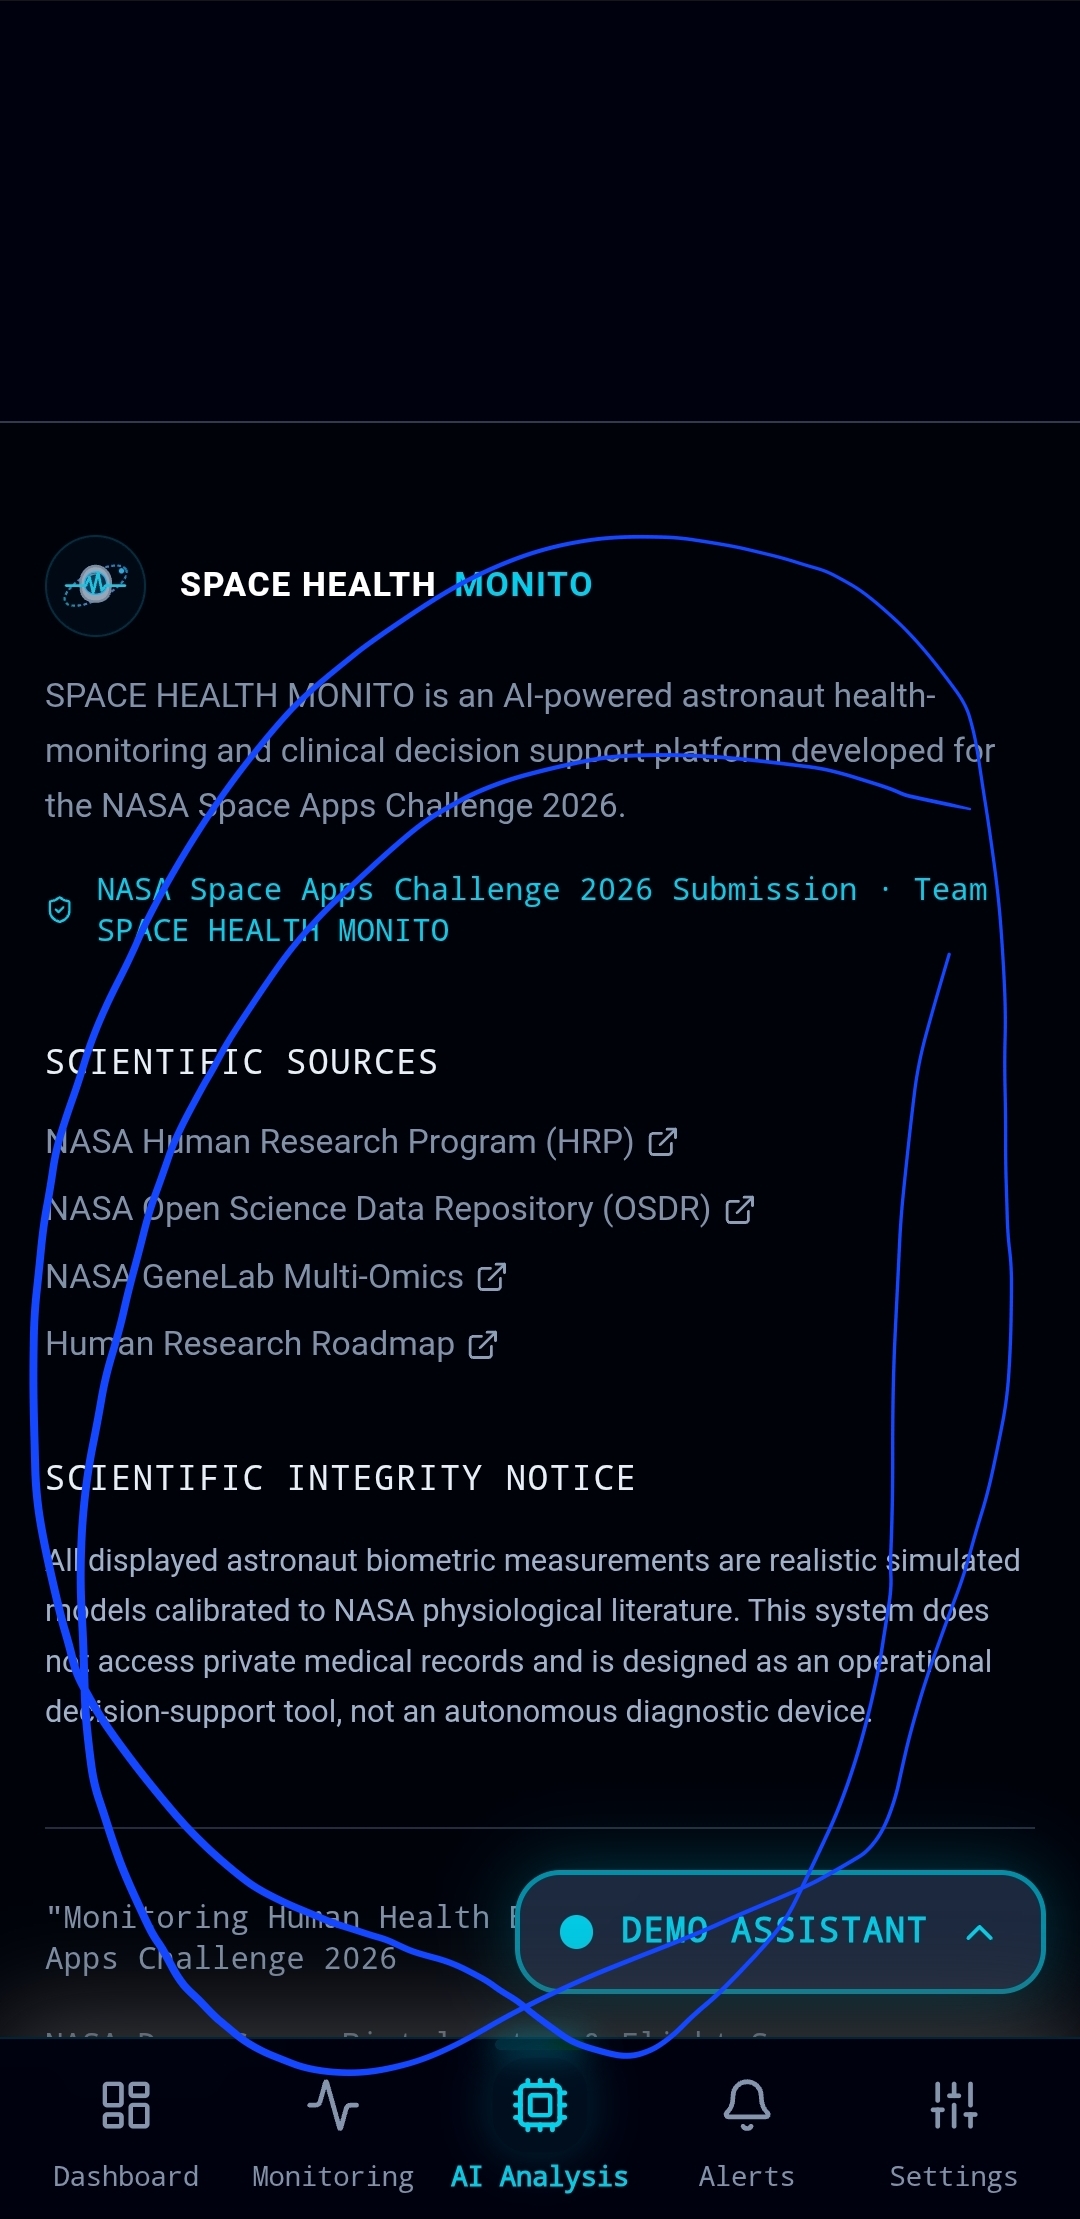 SPACE HEALTH MONITO
SPACE HEALTH MONITO is an AI-powered astronaut health-
monitoring and clinical decision support platform developed for
the NASA Space Apps Challenge 2026.
NASA Space Apps Challenge 2026 Submission · Team
SPACE HEALTH MONITO
SCIENTIFIC SOURCES
NASA Human Research Program (HRP)
NASA Open Science Data Repository (OSDR)
NASA GeneLab Multi-Omics
Human Research Roadmap
SCIENTIFIC INTEGRITY NOTICE
All displayed astronaut biometric measurements are realistic simulated
models calibrated to NASA physiological literature. This system does
not access private medical records and is designed as an operational
decision-support tool, not an autonomous diagnostic device.
"Monitoring Human Health
Apps Challenge 2026
DEMO ASSISTANT
Dashboard
Monitoring
AI Analysis
Alerts
Settings